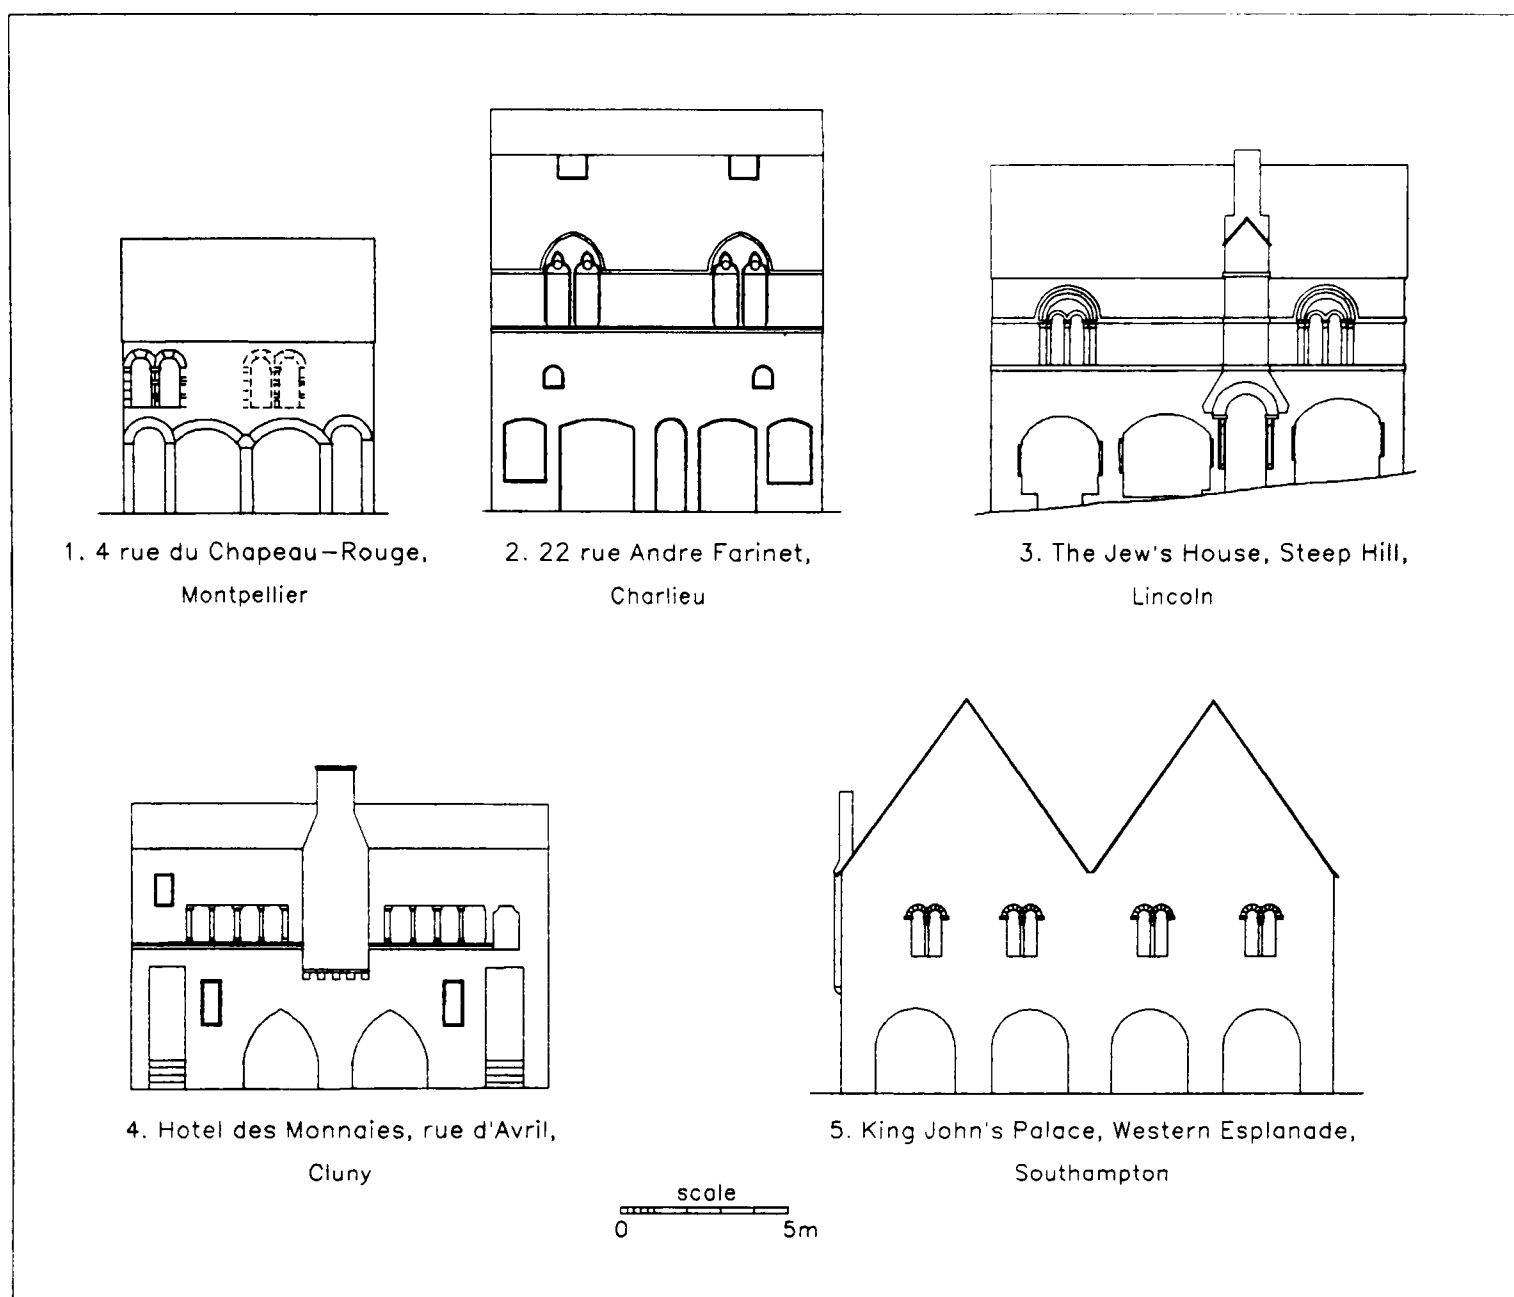 1. 4 rue du Chapeau-Rouge,
Montpellier
2. 22 rue Andre Farinet,
Charlieu
3. The Jew's House, Steep Hill,
Lincoln
4. Hotel des Monnaies, rue d'Avril,
Cluny
5. King John's Palace, Western Esplanade,
Southampton
scale
0 5m